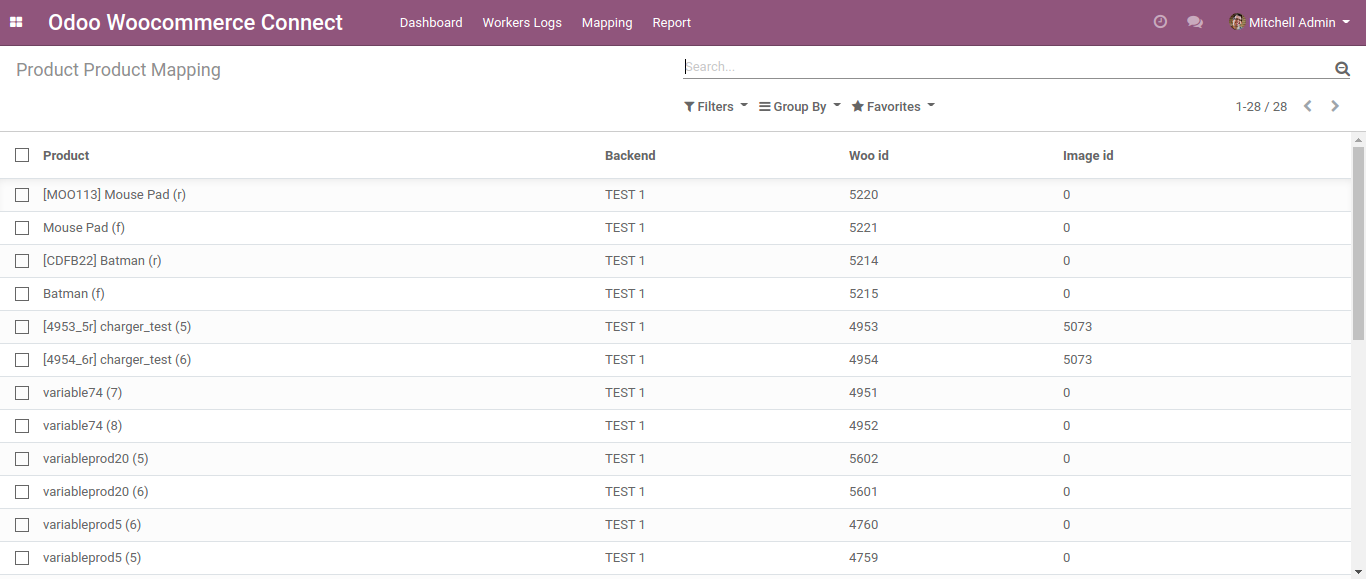 Odoo Woocommerce Connect Dashboard Workers Logs Mapping Report Mitchell Admin
Product Product Mapping Search...
Filters Group By Favorites 1-28 / 28
Product Backend Woo id Image id
[MOO113] Mouse Pad (r) TEST 1 5220 0
Mouse Pad (f) TEST 1 5221 0
[CDFB22] Batman (r) TEST 1 5214 0
Batman (f) TEST 1 5215 0
[4953_5r] charger_test (5) TEST 1 4953 5073
[4954_6r] charger_test (6) TEST 1 4954 5073
variable74 (7) TEST 1 4951 0
variable74 (8) TEST 1 4952 0
variableprod20 (5) TEST 1 5602 0
variableprod20 (6) TEST 1 5601 0
variableprod5 (6) TEST 1 4760 0
variableprod5 (5) TEST 1 4759 0